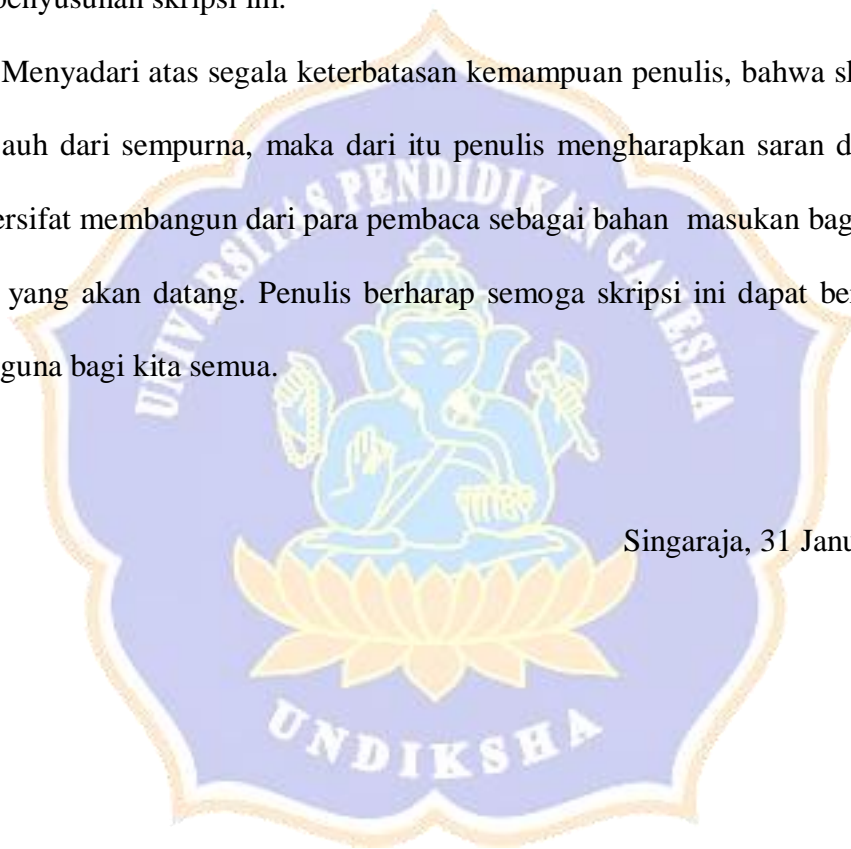 penyusunan skripsi ini.
Menyadari atas segala keterbatasan kemampuan penulis, bahwa sk
auh dari sempurna, maka dari itu penulis mengharapkan saran d
ersifat membangun dari para pembaca sebagai bahan masukan bag
yang akan datang. Penulis berharap semoga skripsi ini dapat be
guna bagi kita semua.
Singaraja, 31 Janu
UNIVERSITAS PENDIDIKAN GANESHA
UNDIKSHA